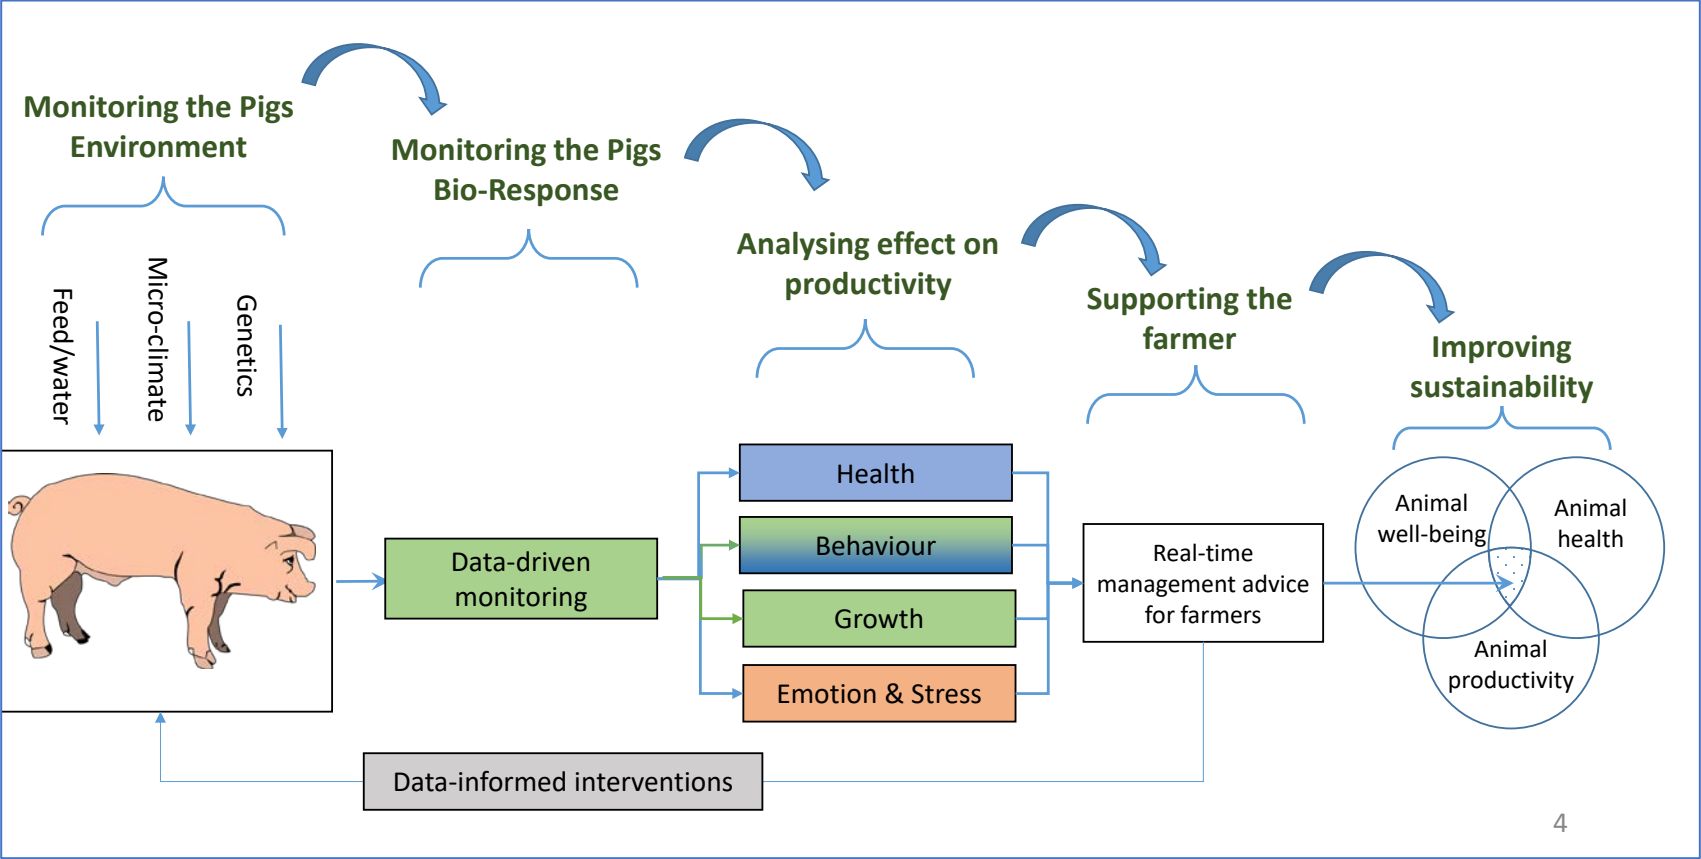 Monitoring the Pigs
Environment
Monitoring the Pigs
Bio-Response
Analysing effect on
productivity
Supporting the
farmer
Improving
sustainability
Feed/water
Micro-climate
Genetics
Data-driven
monitoring
Health
Behaviour
Growth
Emotion & Stress
Real-time
management advice
for farmers
Animal
well-being
Animal
health
Animal
productivity
Data-informed interventions
4